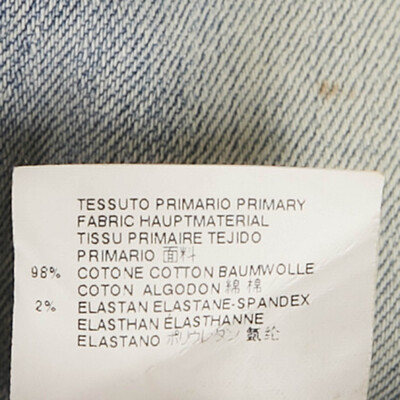 TESSUTO PRIMARIO PRIMARY
FABRIC HAUPTMATERIAL
TISSU PRIMAIRE TEJIDO
PRIMARIO 面料
98% COTONE COTTON BAUMWOLLE
COTON ALGODON 綿 棉
2% ELASTAN ELASTANE-SPANDEX
ELASTHAN ÉLASTHANNE
ELASTANO ポリウレタン 氨纶